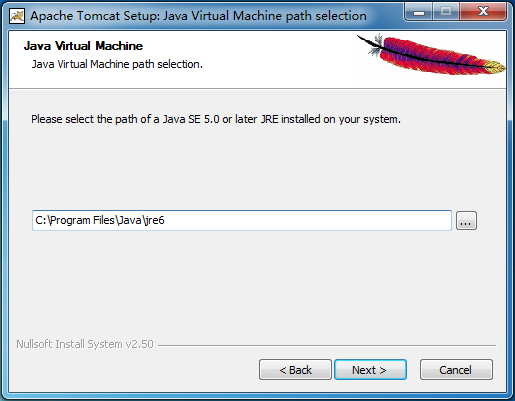 Apache Tomcat Setup: Java Virtual Machine path selection
Java Virtual Machine
Java Virtual Machine path selection.
Please select the path of a Java SE 5.0 or later JRE installed on your system.
C:\Program Files\Java\jre6
...
Nullsoft Install System v2.50
< Back
Next >
Cancel